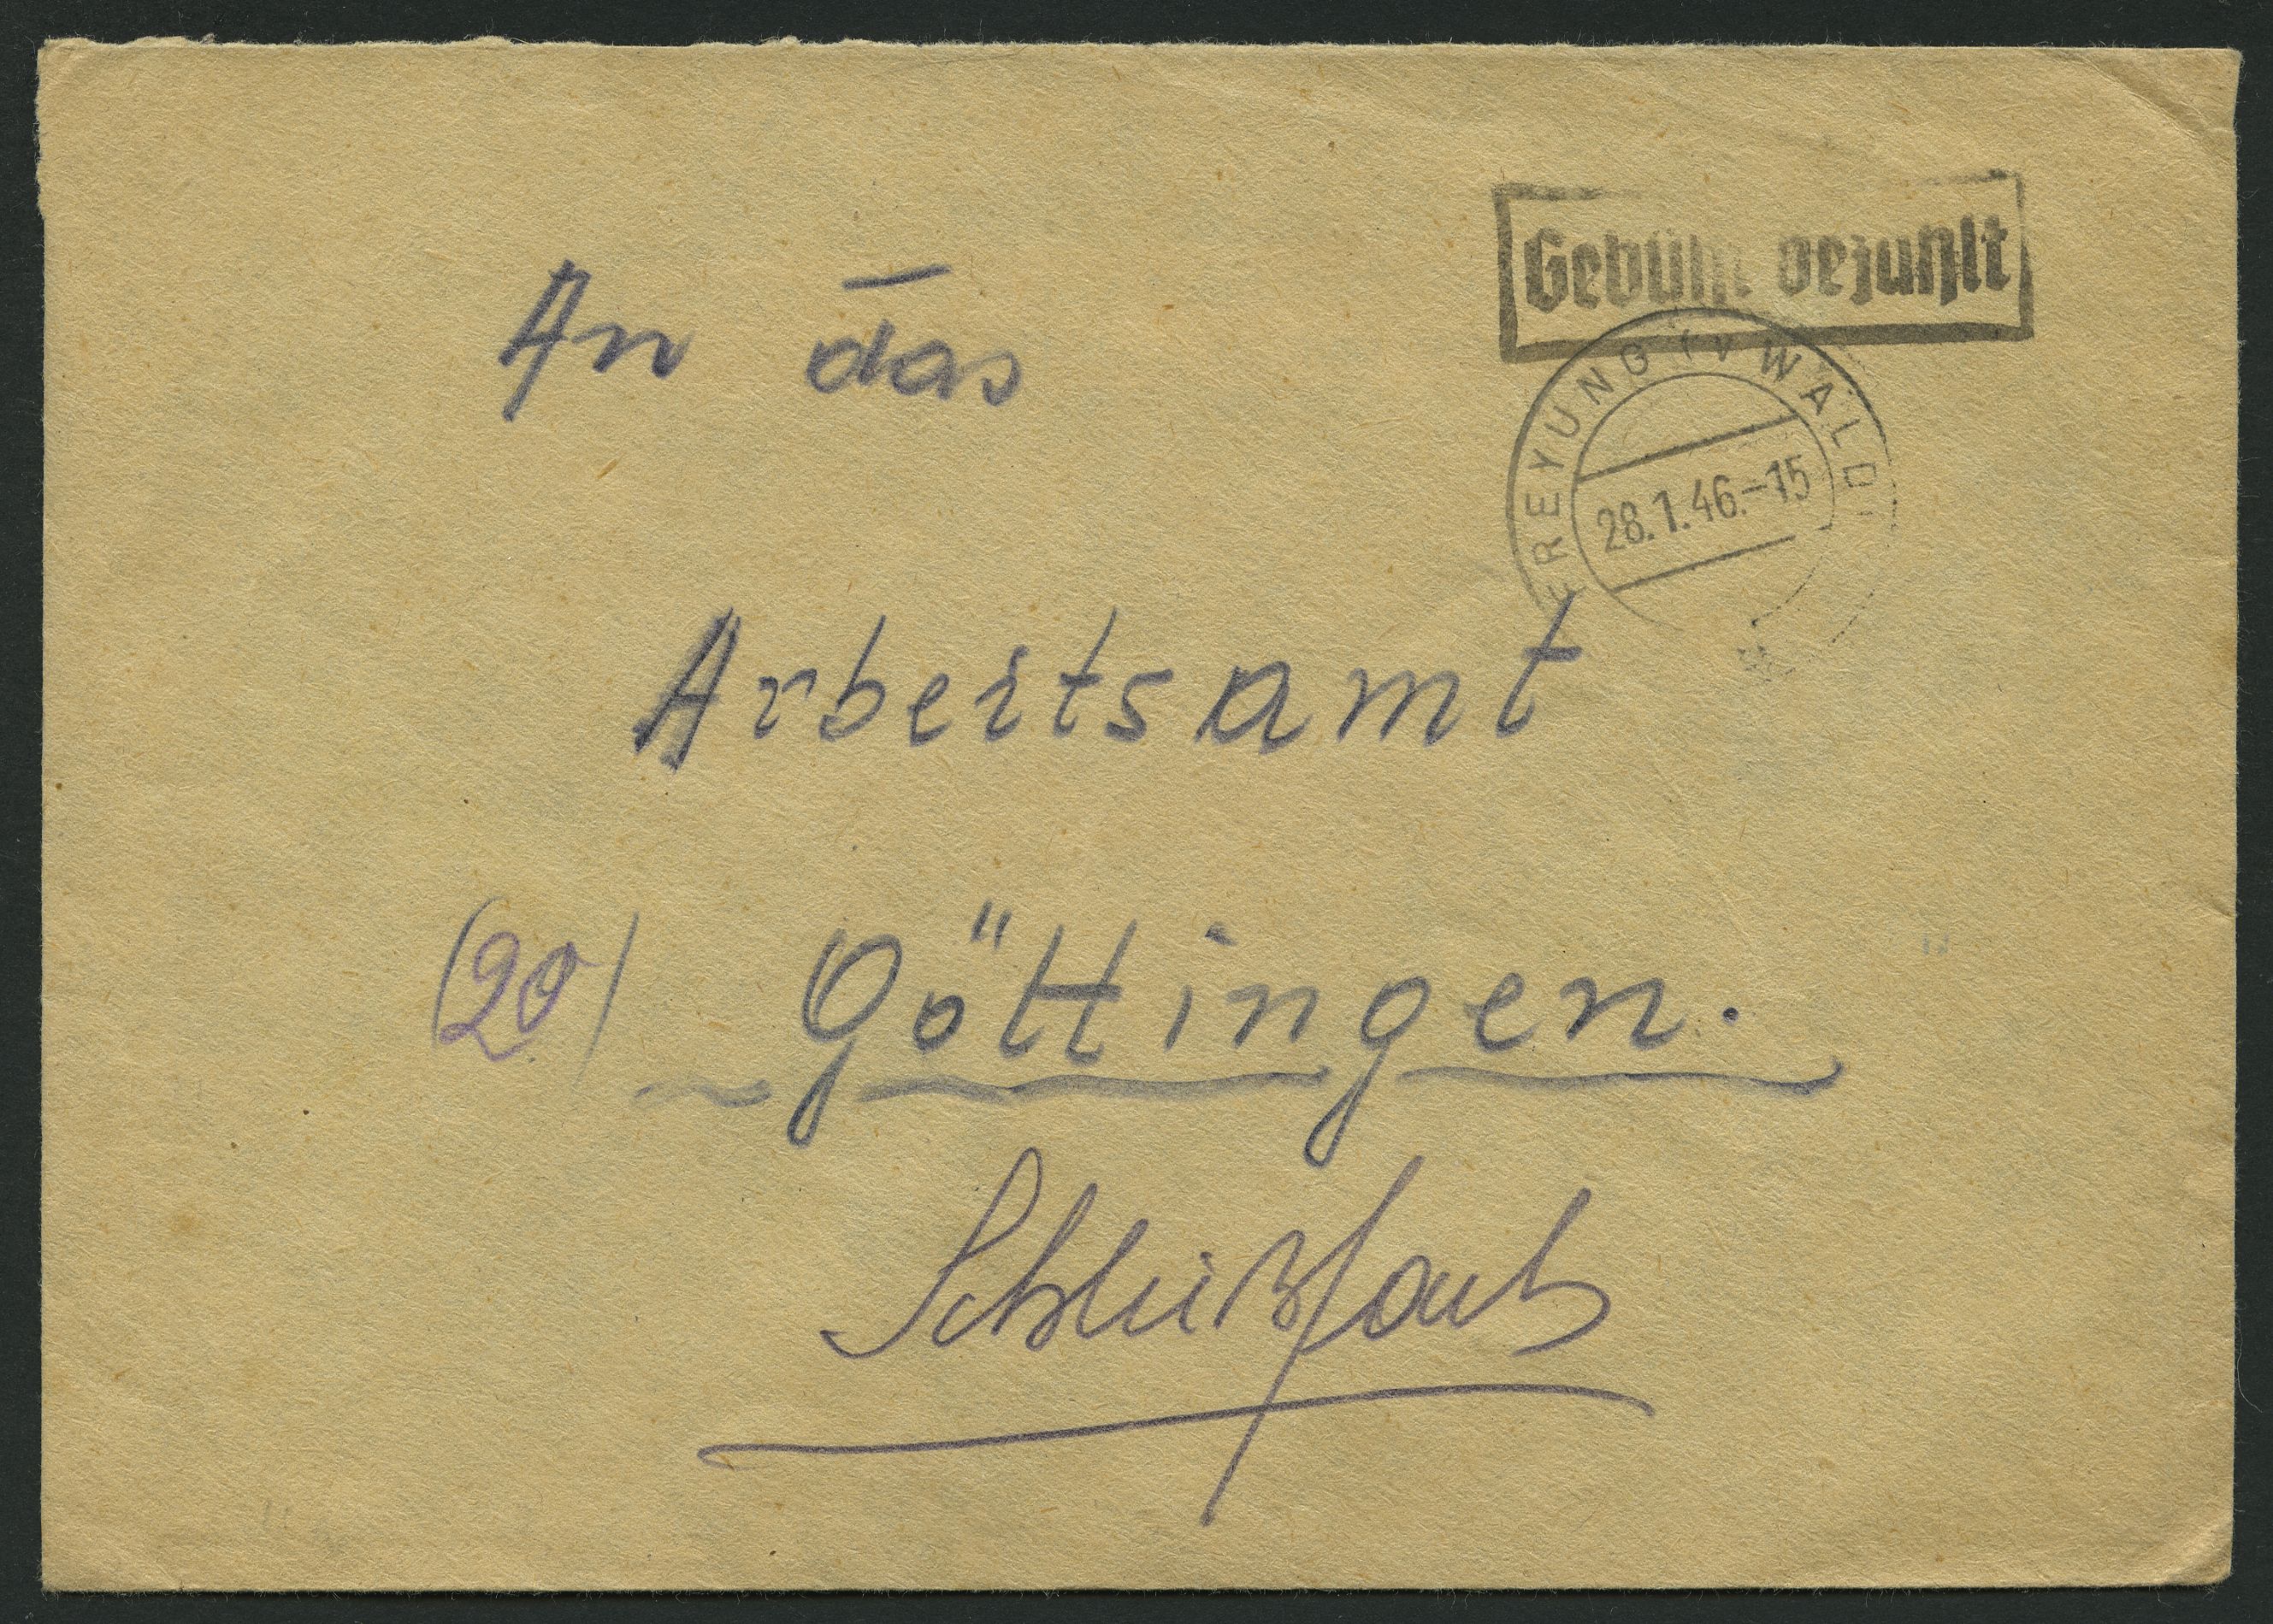 Gebühr bezahlt
FREYUNG (v WALD)
28.1.46.-15
An das
Arbeitsamt
(20) Göttingen.
Schließfach